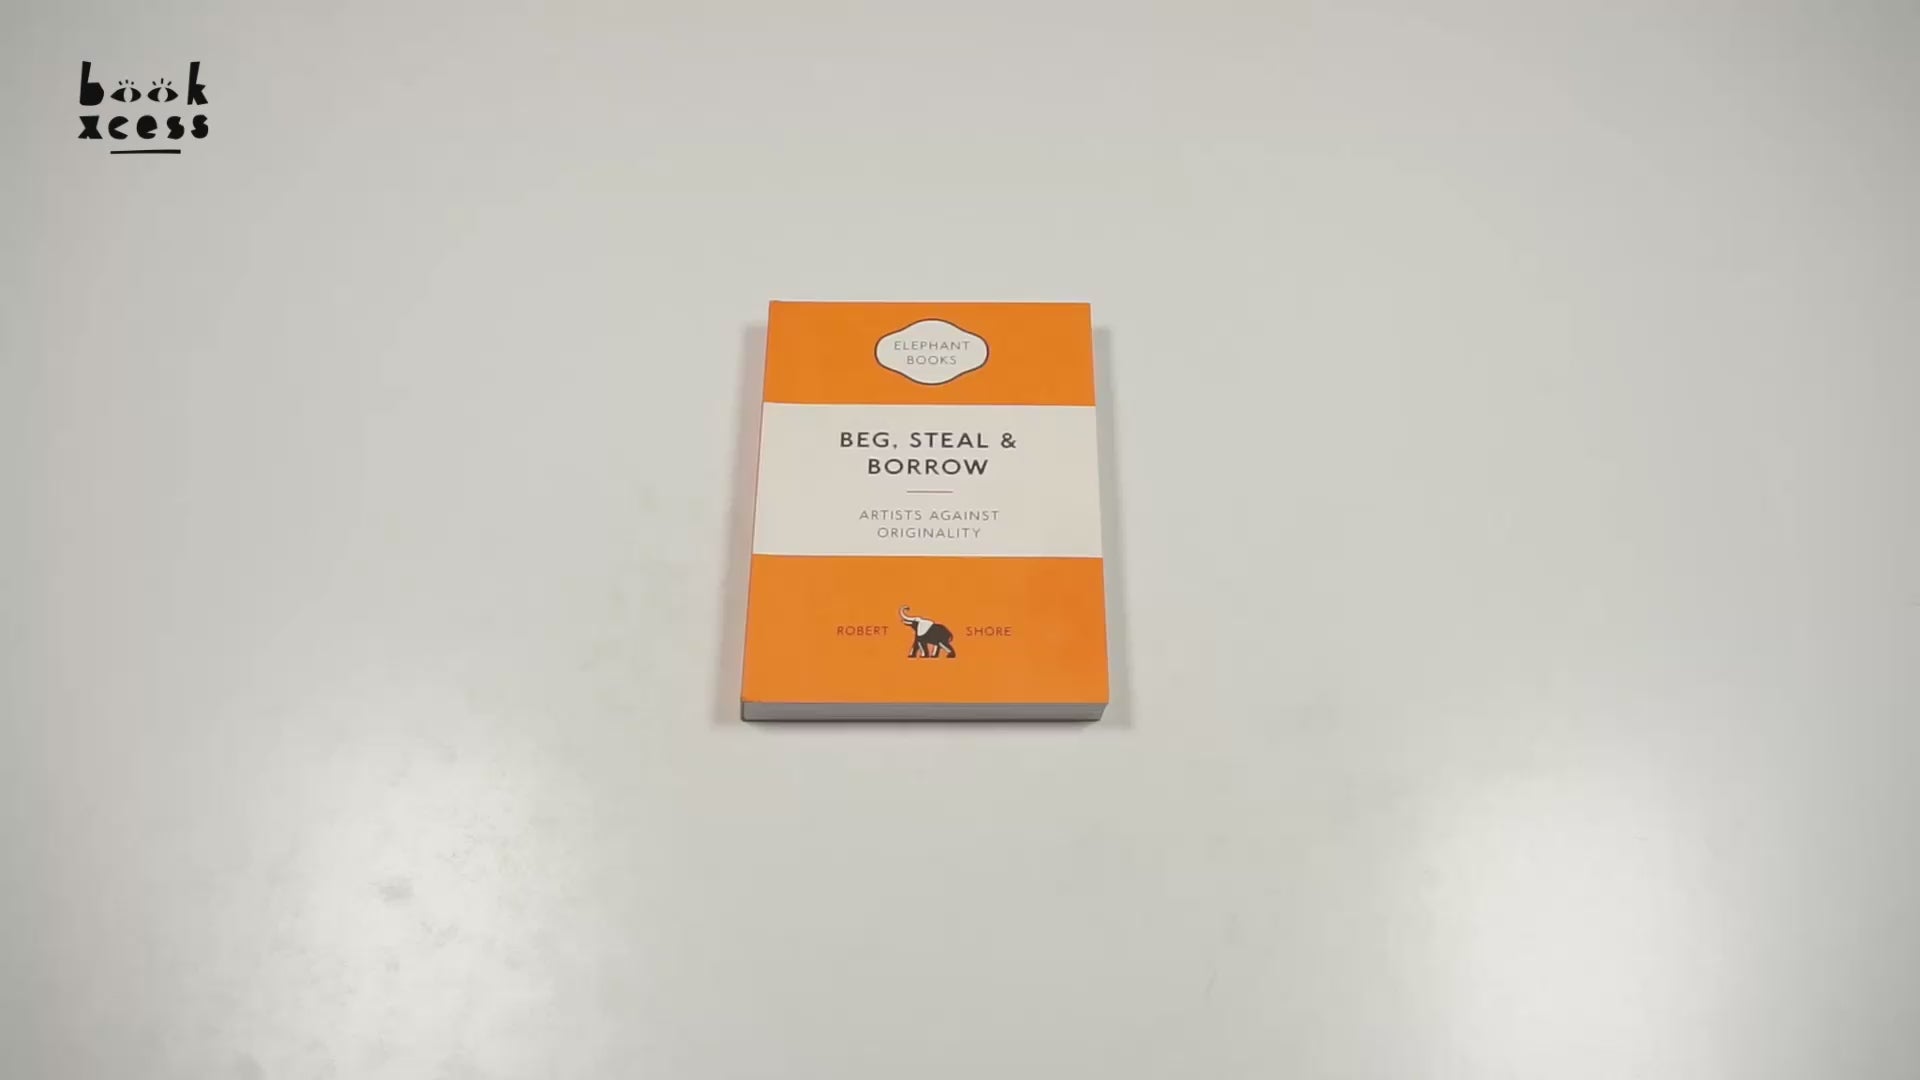 book
xcess
ELEPHANT
BOOKS
BEG, STEAL &
BORROW
ARTISTS AGAINST
ORIGINALITY
ROBERT SHORE